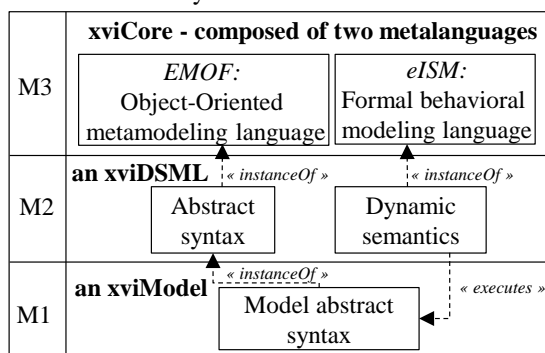 xviCore - composed of two metalanguages
M3
EMOF:
Object-Oriented
metamodeling language
eISM:
Formal behavioral
modeling language
an xviDSML
« instanceOf »
« instanceOf »
M2
Abstract
syntax
Dynamic
semantics
« instanceOf »
an xviModel
« executes »
M1
Model abstract
syntax